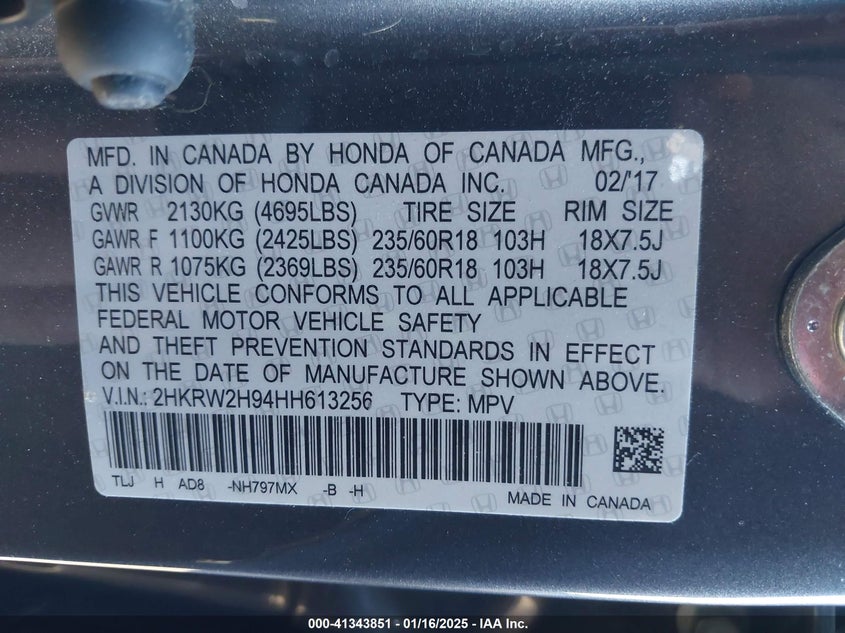 MFD. IN CANADA BY HONDA OF CANADA MFG.,
A DIVISION OF HONDA CANADA INC. 02/'17
GVWR 2130KG (4695LBS) TIRE SIZE RIM SIZE
GAWR F 1100KG (2425LBS) 235/60R18 103H 18X7.5J
GAWR R 1075KG (2369LBS) 235/60R18 103H 18X7.5J
THIS VEHICLE CONFORMS TO ALL APPLICABLE
FEDERAL MOTOR VEHICLE SAFETY
AND THEFT PREVENTION STANDARDS IN EFFECT
ON THE DATE OF MANUFACTURE SHOWN ABOVE.
V.I.N.: 2HKRW2H94HH613256 TYPE: MPV
TLJ H AD8 -NH797MX -B -H
MADE IN CANADA
000-41343851 - 01/16/2025 - IAA Inc.